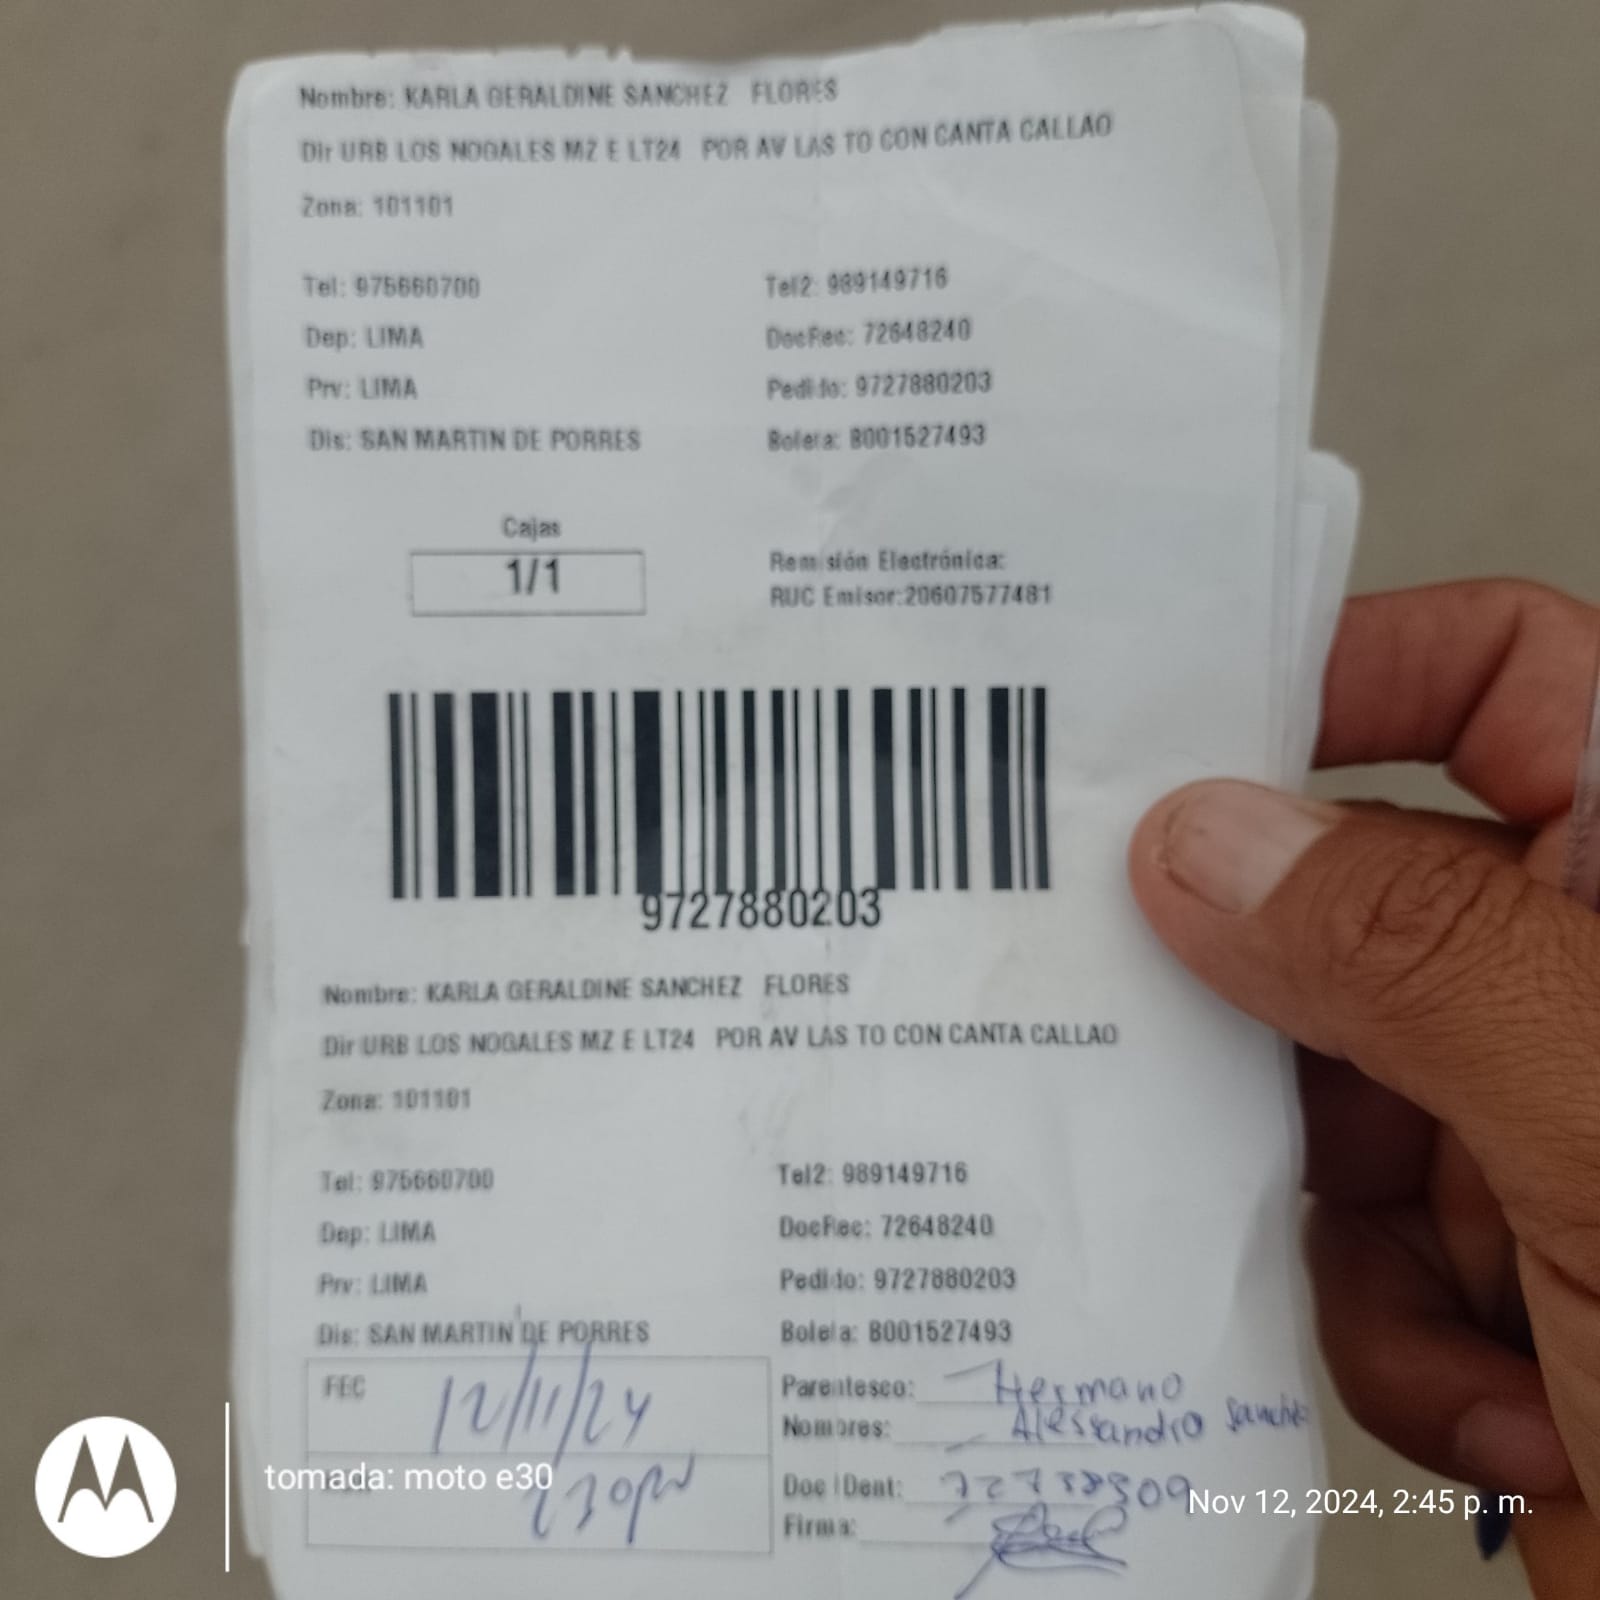 Nombre: KARLA GERALDINE SANCHEZ FLORES
Dir URB LOS NOGALES MZ E LT24 POR AV LAS TO CON CANTA CALLAO
Zona: 101101
Tel: 975660700 Tel2: 989149716
Dep: LIMA DocRec: 72648240
Prv: LIMA Pedido: 9727880203
Dis: SAN MARTIN DE PORRES Boleta: B001527493
Cajas
1/1
Remisión Electrónica:
RUC Emisor:20607577481
9727880203
Nombre: KARLA GERALDINE SANCHEZ FLORES
Dir URB LOS NOGALES MZ E LT24 POR AV LAS TO CON CANTA CALLAO
Zona: 101101
Tel: 975660700 Tel2: 989149716
Dep: LIMA DocRec: 72648240
Prv: LIMA Pedido: 9727880203
Dis: SAN MARTIN DE PORRES Boleta: B001527493
FEC 12/11/24
Parentesco: Hermano
Nombres: Alessandro Sanchez
230pm
Doc IDent:
Firma:
tomada: moto e30
Nov 12, 2024, 2:45 p. m.